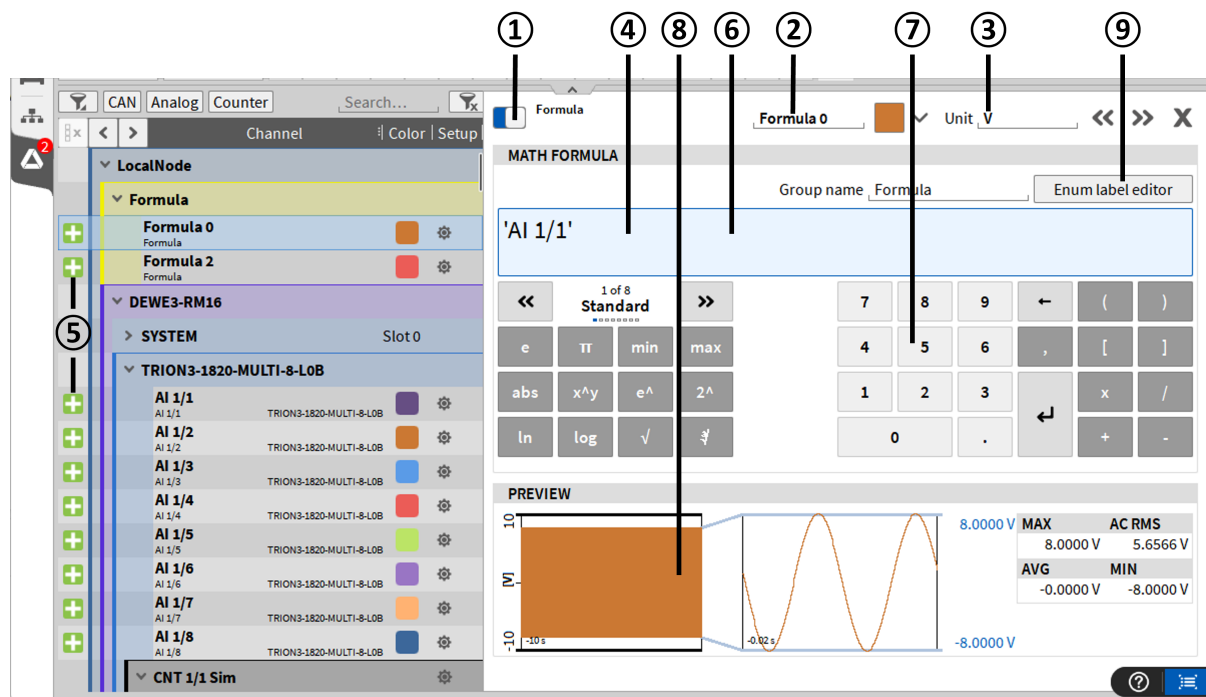 ① ④ ⑧ ⑥ ② ⑦ ③ ⑨
CAN Analog Counter Search...
Formula
Formula 0
Unit V
2
Channel Color Setup
MATH FORMULA
LocalNode
Group name Formula
Enum label editor
Formula
Formula 0
Formula
Formula 2
Formula
'AI 1/1'
DEWE3-RM16
⑤
SYSTEM Slot 0
TRION3-1820-MULTI-8-L0B
AI 1/1
AI 1/1 TRION3-1820-MULTI-8-L0B
AI 1/2
AI 1/2 TRION3-1820-MULTI-8-L0B
AI 1/3
AI 1/3 TRION3-1820-MULTI-8-L0B
AI 1/4
AI 1/4 TRION3-1820-MULTI-8-L0B
AI 1/5
AI 1/5 TRION3-1820-MULTI-8-L0B
AI 1/6
AI 1/6 TRION3-1820-MULTI-8-L0B
AI 1/7
AI 1/7 TRION3-1820-MULTI-8-L0B
AI 1/8
AI 1/8 TRION3-1820-MULTI-8-L0B
CNT 1/1 Sim
« 1 of 8 »
Standard
7 8 9 ← ( )
e π min max
4 5 6 , [ ]
abs x^y e^ 2^
1 2 3 ↵ x /
ln log √ ∛
0 . + -
PREVIEW
10
[V]
-10
-10 s
-0.02 s
8.0000 V
-8.0000 V
MAX AC RMS
8.0000 V 5.6566 V
AVG MIN
-0.0000 V -8.0000 V